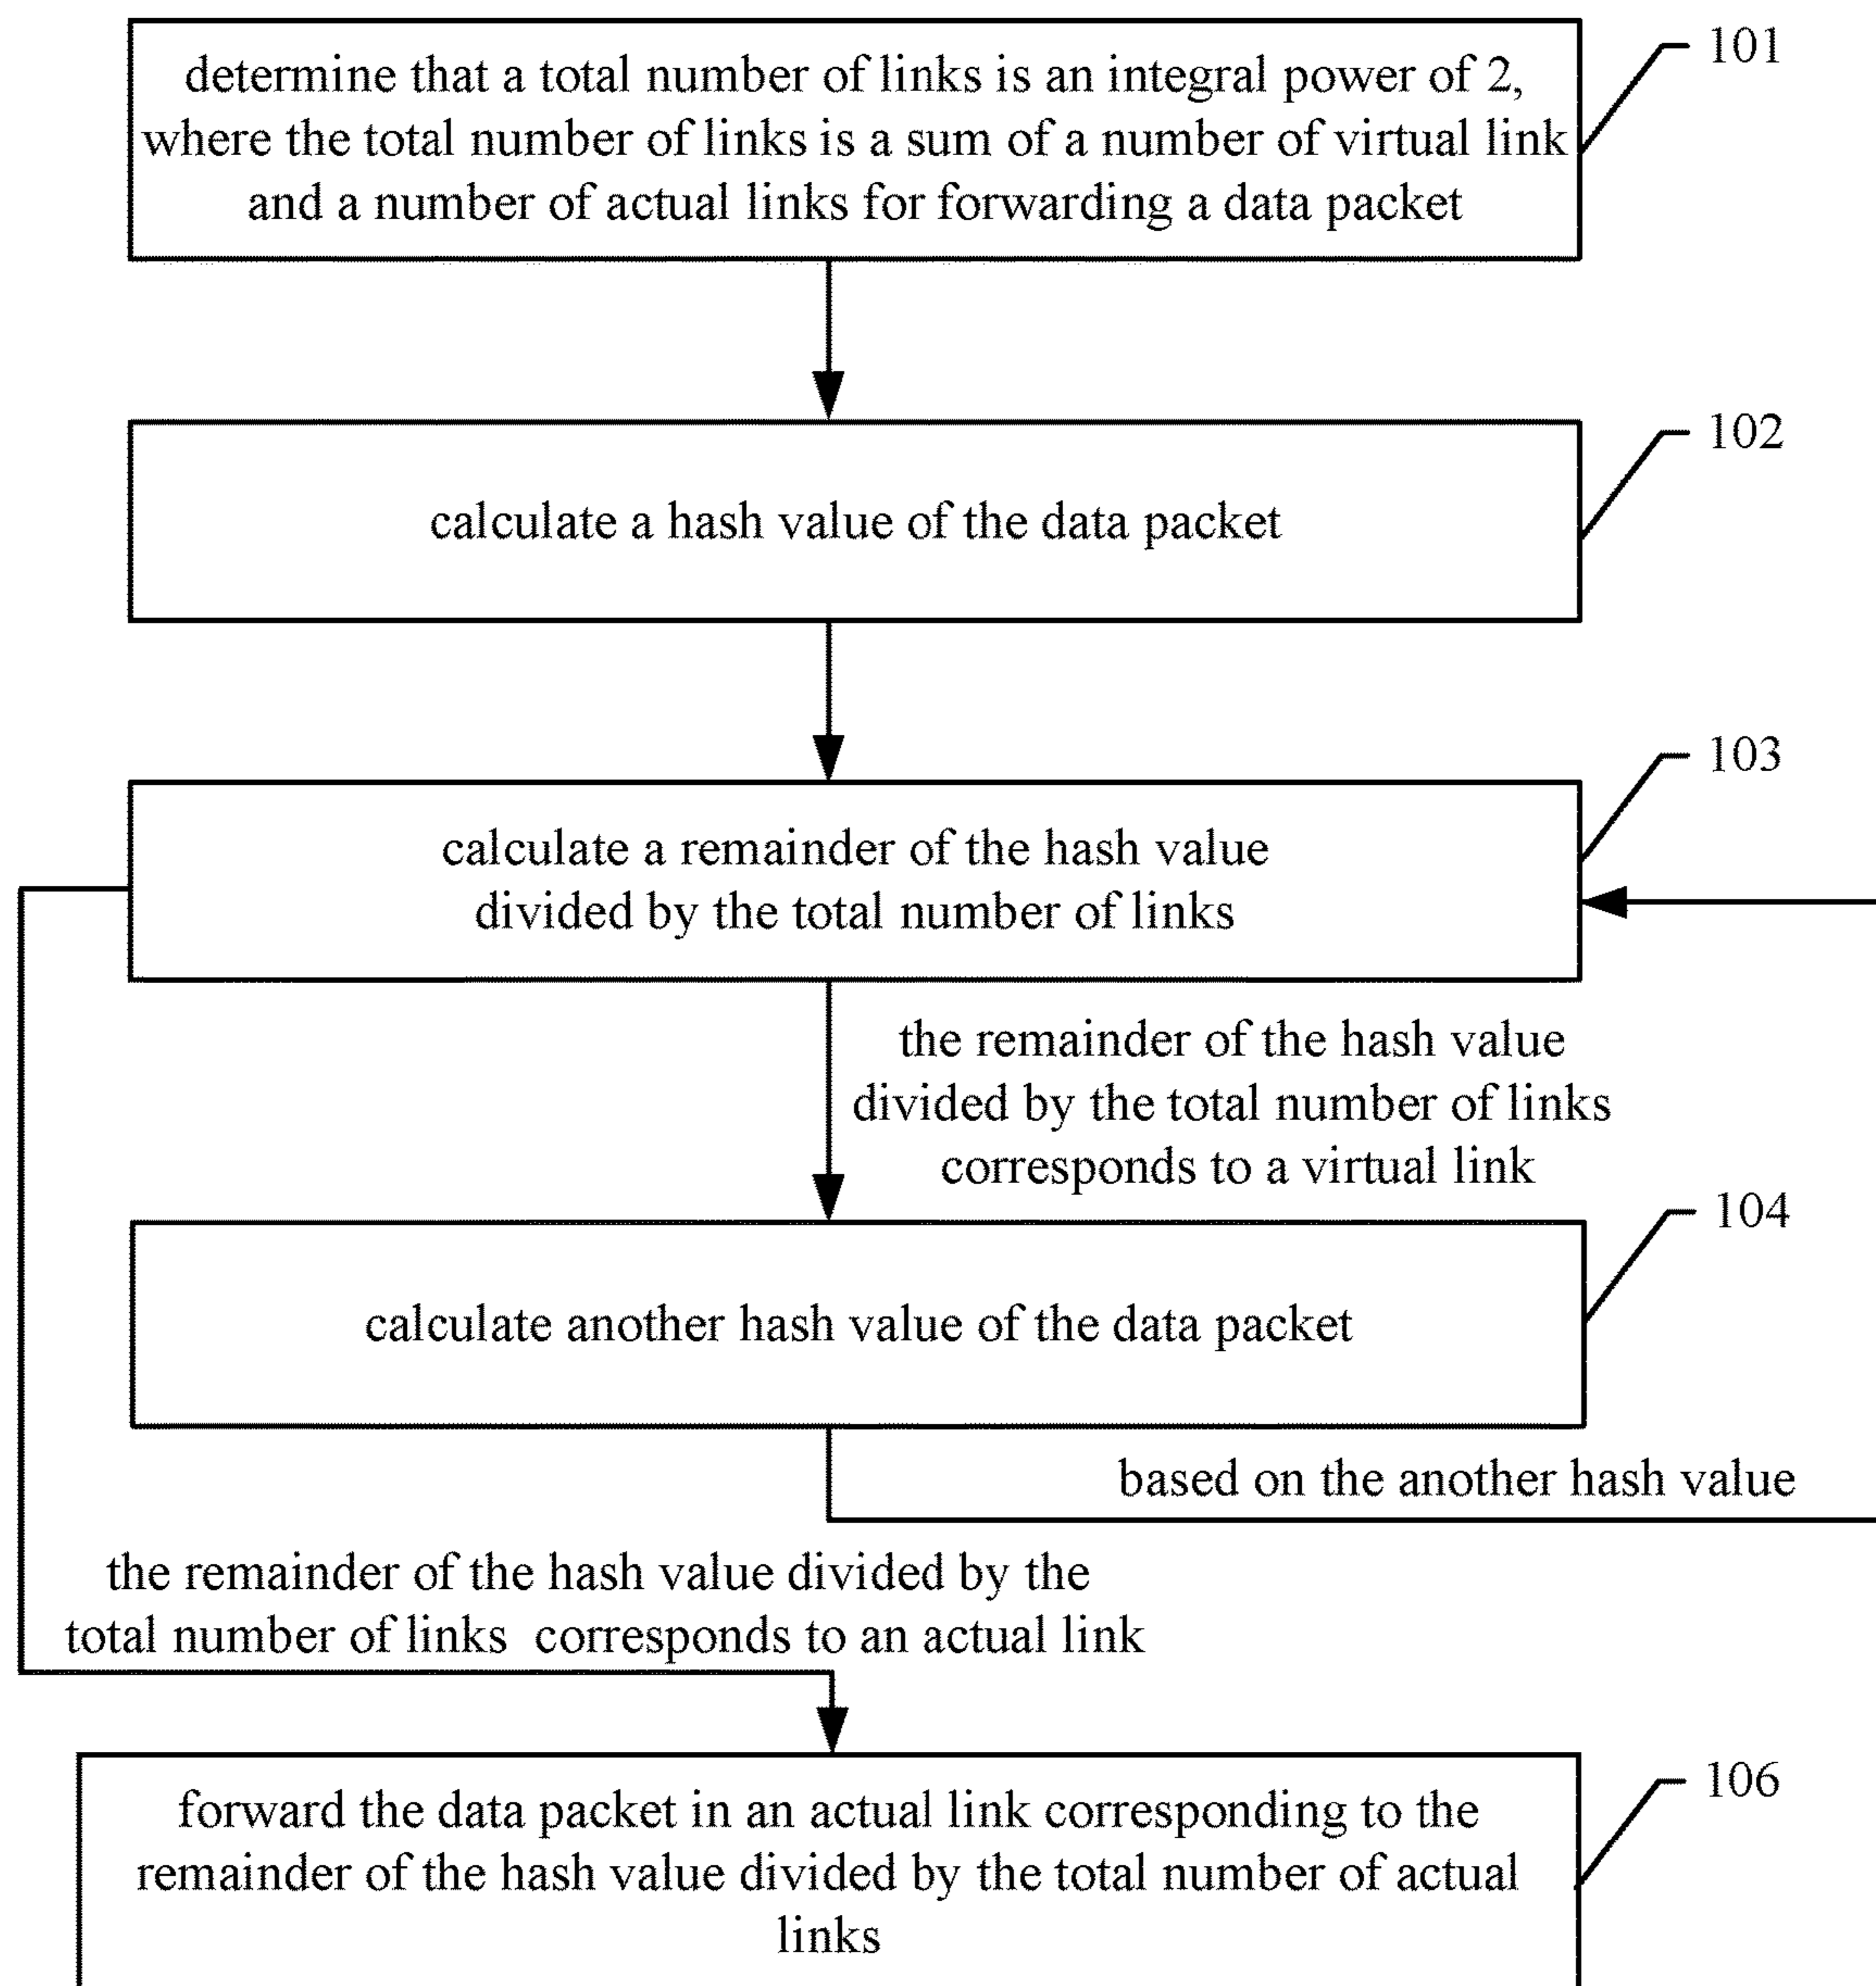 determine that a total number of links is an integral power of 2,
where the total number of links is a sum of a number of virtual link
and a number of actual links for forwarding a data packet
101
calculate a hash value of the data packet
102
calculate a remainder of the hash value
divided by the total number of links
103
the remainder of the hash value
divided by the total number of links
corresponds to a virtual link
calculate another hash value of the data packet
104
based on the another hash value
the remainder of the hash value divided by the
total number of links corresponds to an actual link
forward the data packet in an actual link corresponding to the
remainder of the hash value divided by the total number of actual
links
106